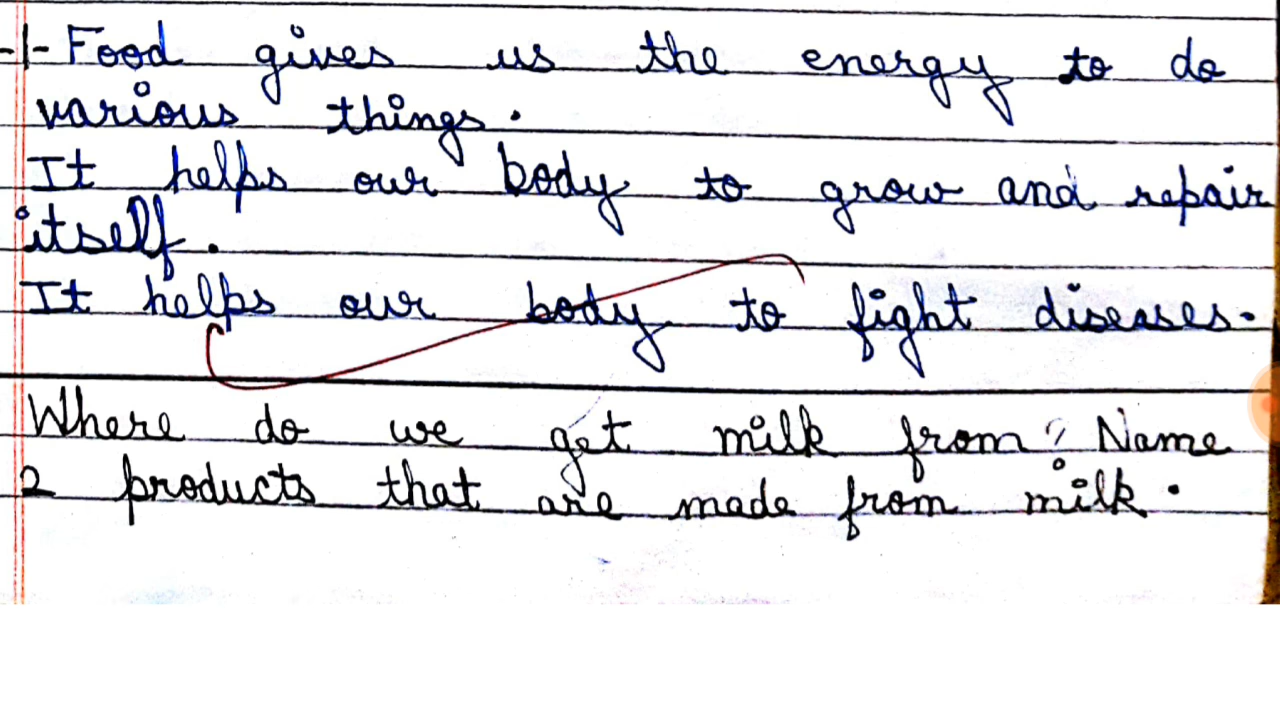 -1- Food gives us the energy to do
various things.
It helps our body to grow and repair
itself.
It helps our body to fight diseases.
Where do we get milk from? Name
2 products that are made from milk.